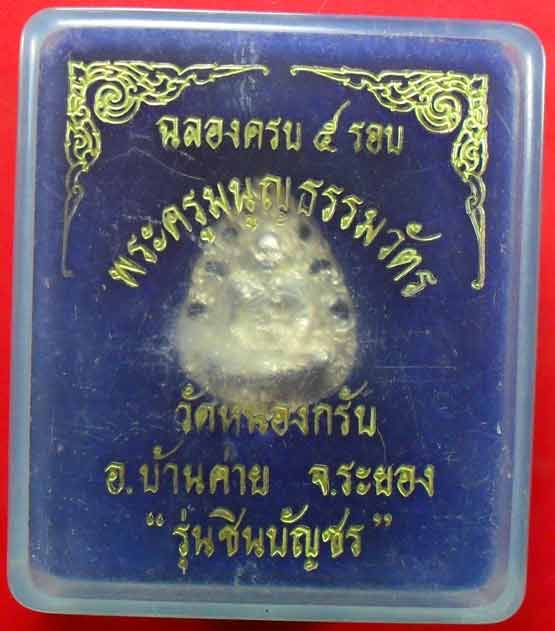 ฉลองครบ ๕ รอบ
พระครูมนูญธรรมวัตร
วัดหนองกรับ
อ.บ้านค่าย จ.ระยอง
“รุ่นชินบัญชร”